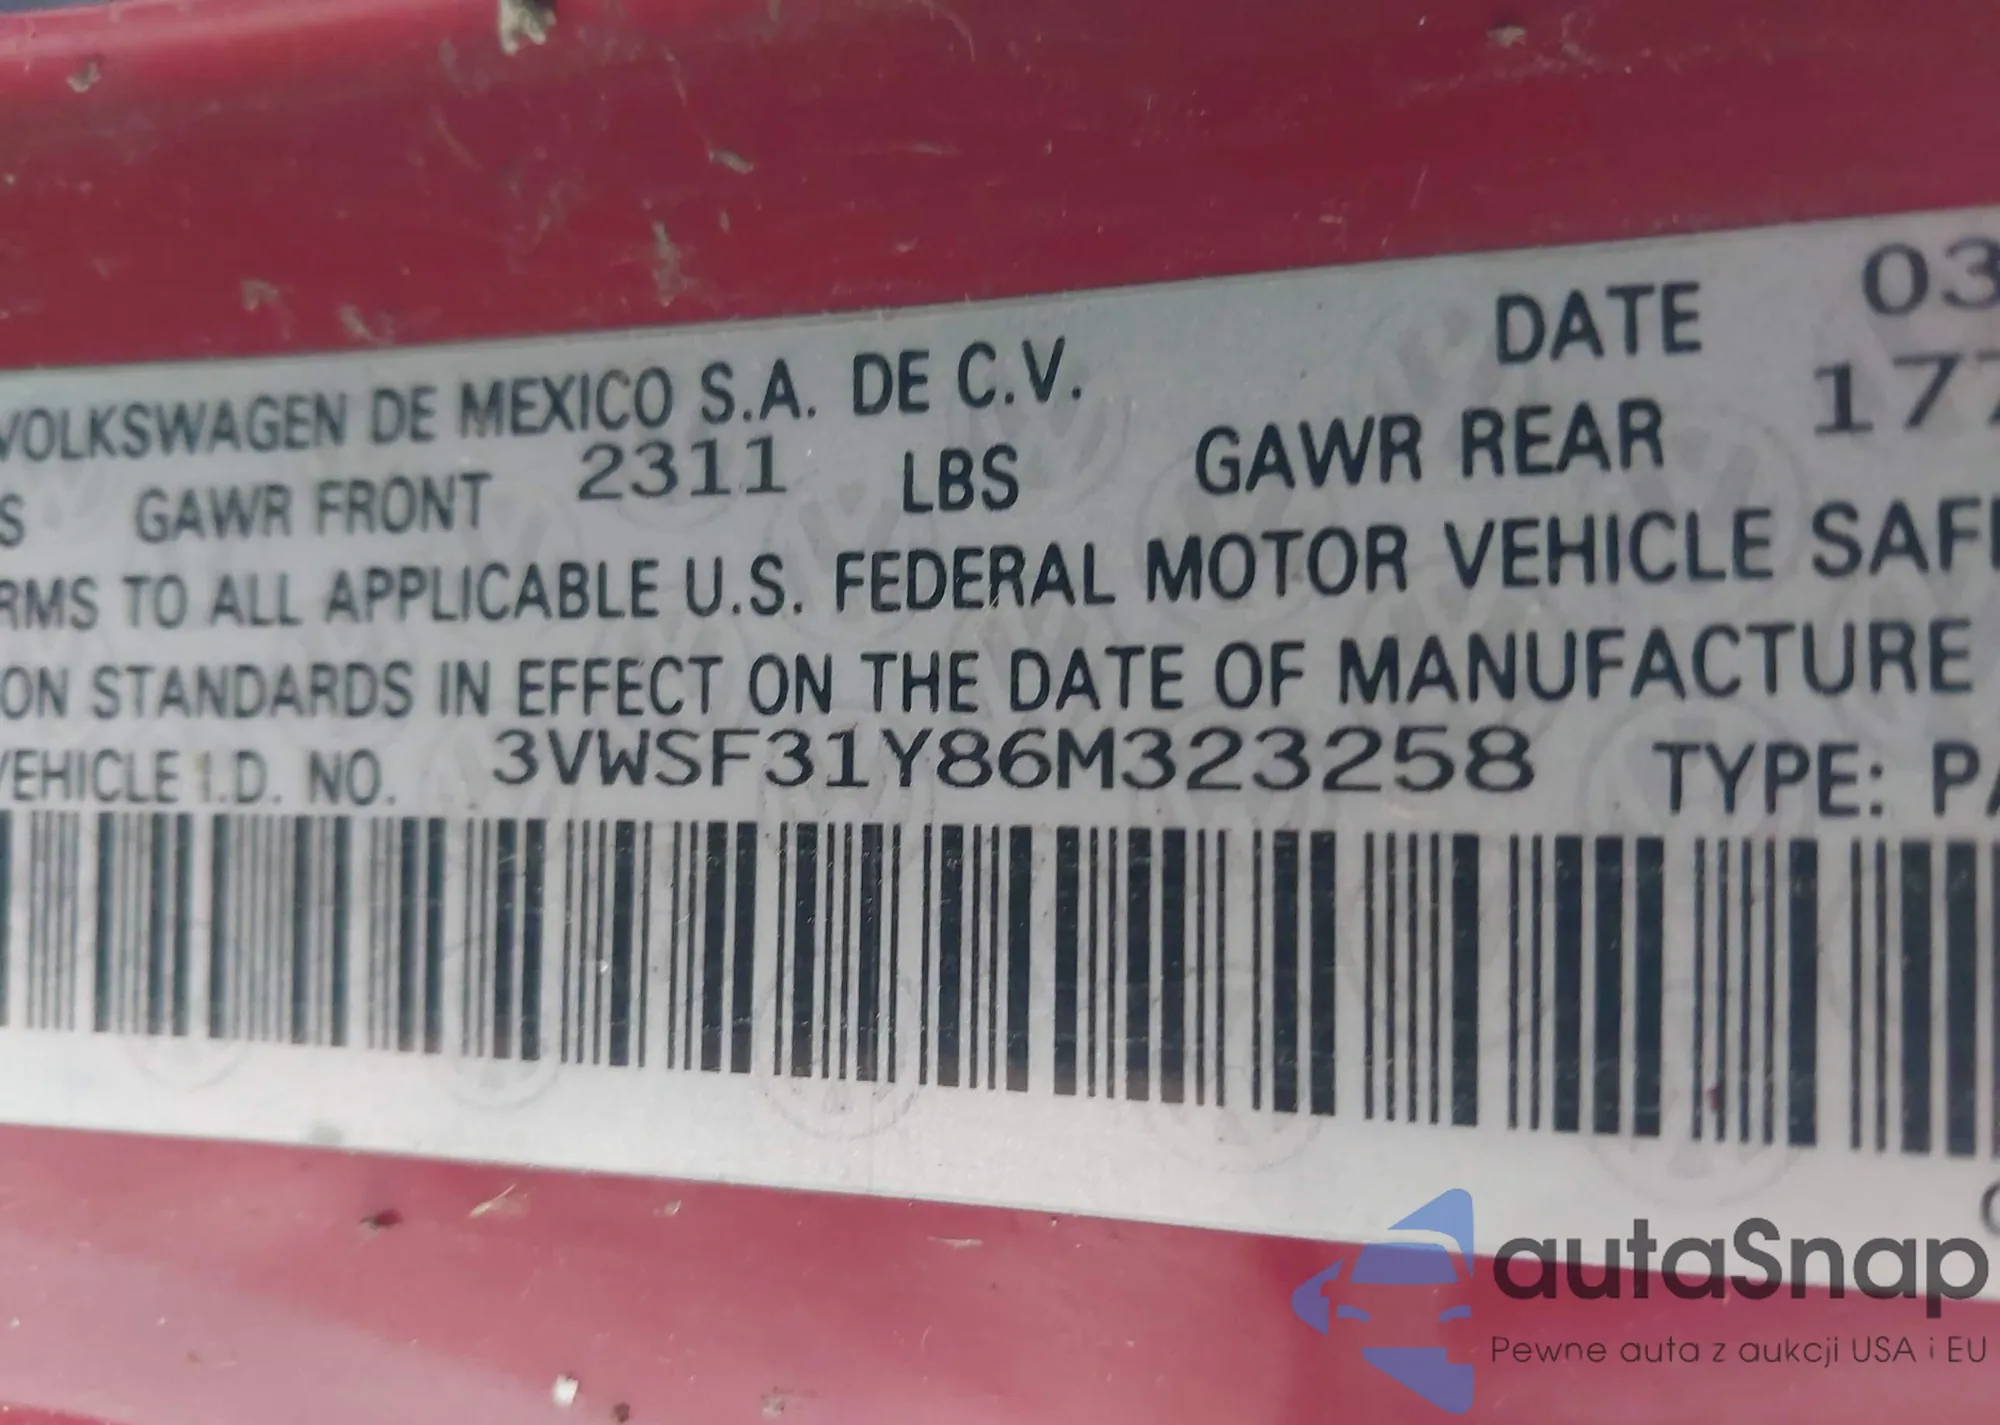 VOLKSWAGEN DE MEXICO S.A. DE C.V. DATE 03
S GAWR FRONT 2311 LBS GAWR REAR 177
RMS TO ALL APPLICABLE U.S. FEDERAL MOTOR VEHICLE SAFE
ON STANDARDS IN EFFECT ON THE DATE OF MANUFACTURE
VEHICLE I.D. NO. 3VWSF31Y86M323258 TYPE: PA
autaSnap
Pewne auta z aukcji USA i EU